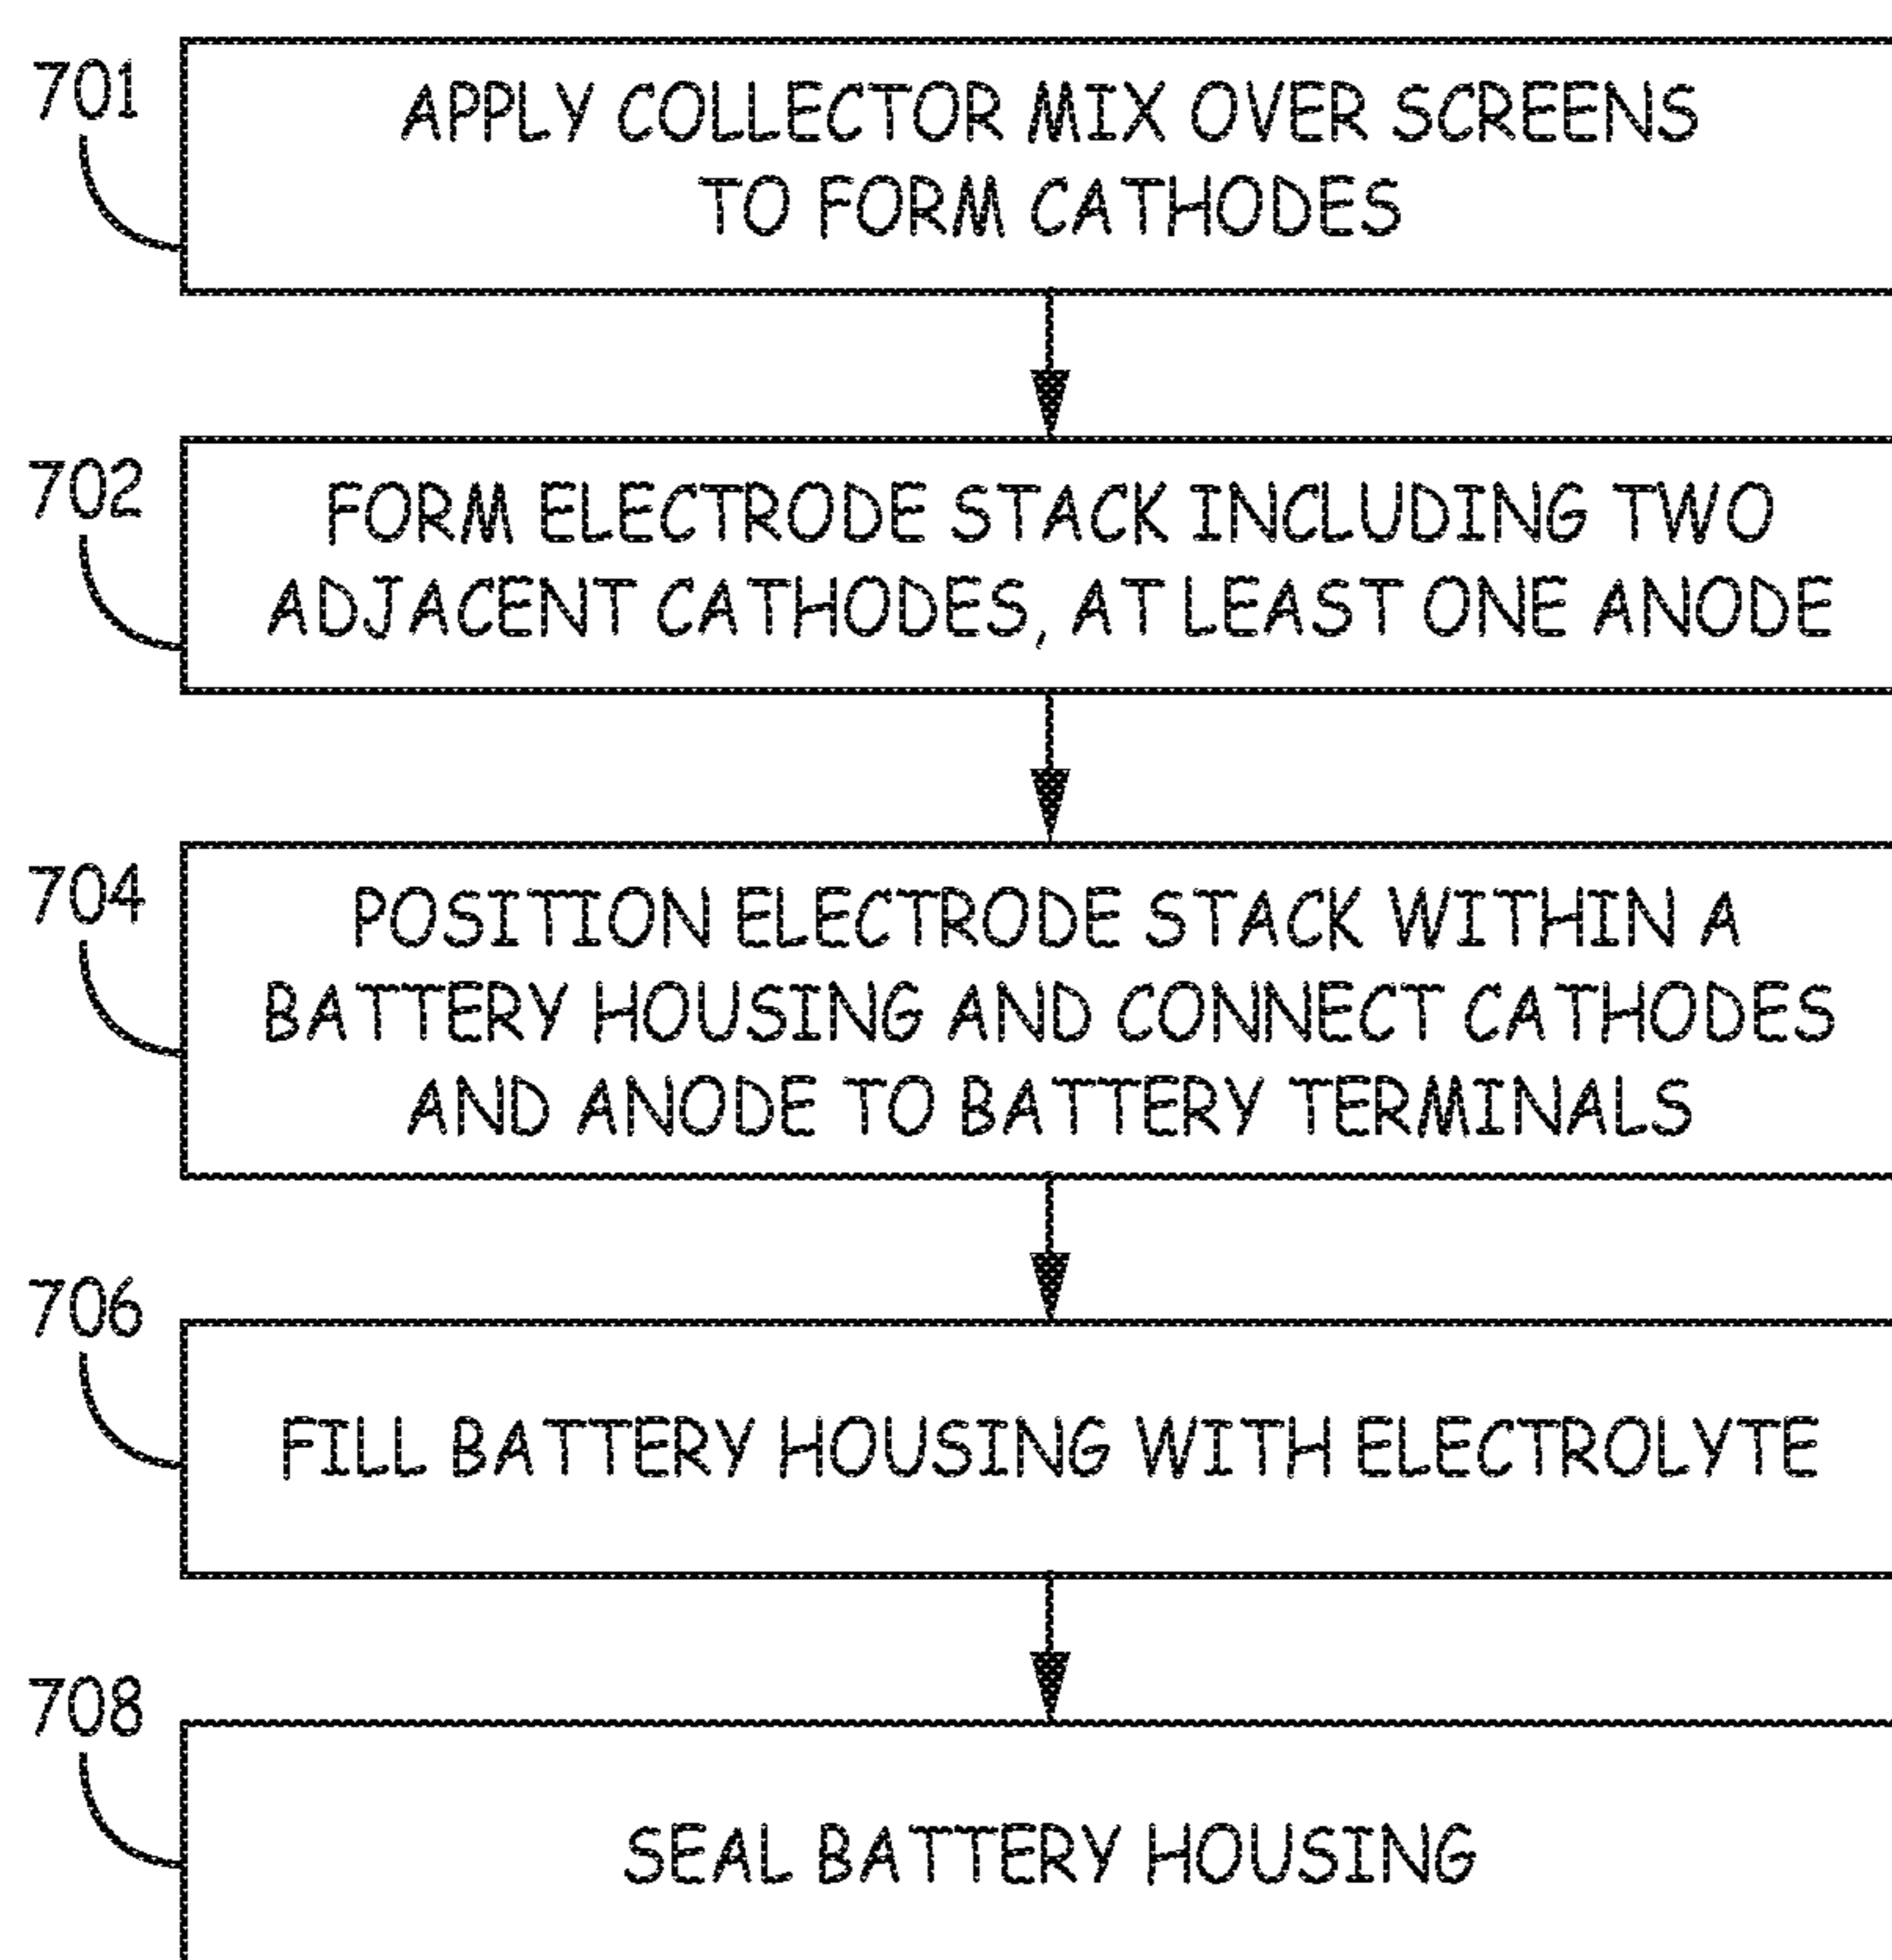 701
APPLY COLLECTOR MIX OVER SCREENS
TO FORM CATHODES
702
FORM ELECTRODE STACK INCLUDING TWO
ADJACENT CATHODES, AT LEAST ONE ANODE
704
POSITION ELECTRODE STACK WITHIN A
BATTERY HOUSING AND CONNECT CATHODES
AND ANODE TO BATTERY TERMINALS
706
FILL BATTERY HOUSING WITH ELECTROLYTE
708
SEAL BATTERY HOUSING